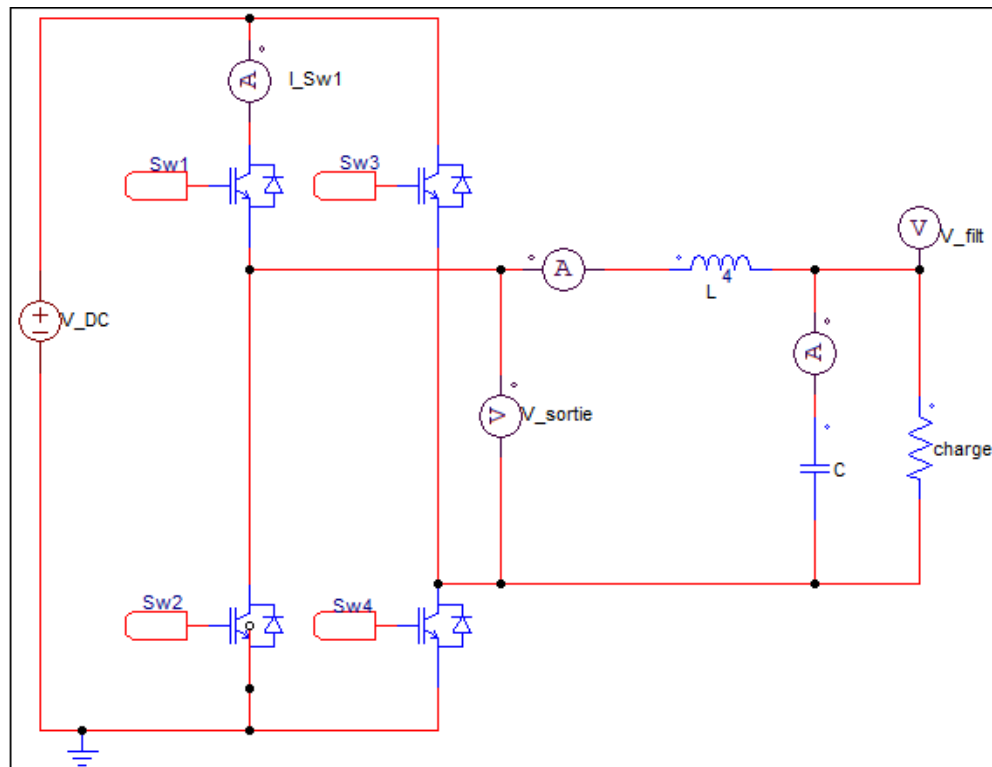 A
I_Sw1
Sw1
Sw3
V
V_filt
A
4
L
V_DC
A
V
V_sortie
charge
C
Sw2
Sw4